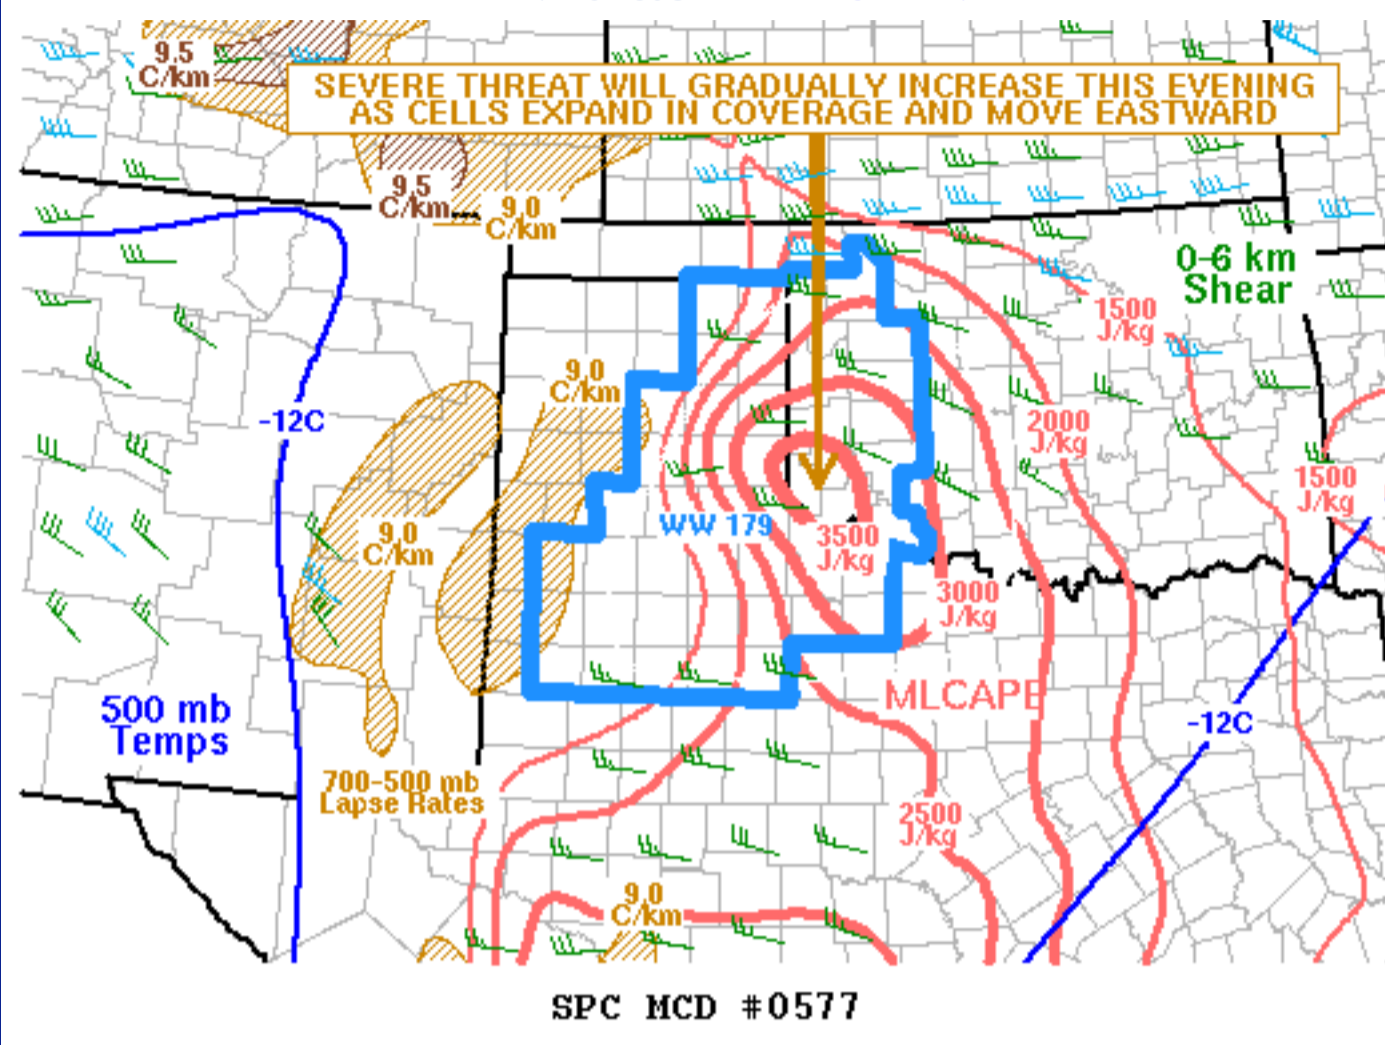 9.5
C/km
SEVERE THREAT WILL GRADUALLY INCREASE THIS EVENING
AS CELLS EXPAND IN COVERAGE AND MOVE EASTWARD
9.5
C/km
9.0
C/km
0-6 km
Shear
1500
J/kg
9.0
C/km
-12C
2000
J/kg
1500
J/kg
WW 179
9.0
C/km
3500
J/kg
3000
J/kg
MLCAPE
500 mb
Temps
-12C
700-500 mb
Lapse Rates
2500
J/kg
9.0
C/km
SPC MCD #0577